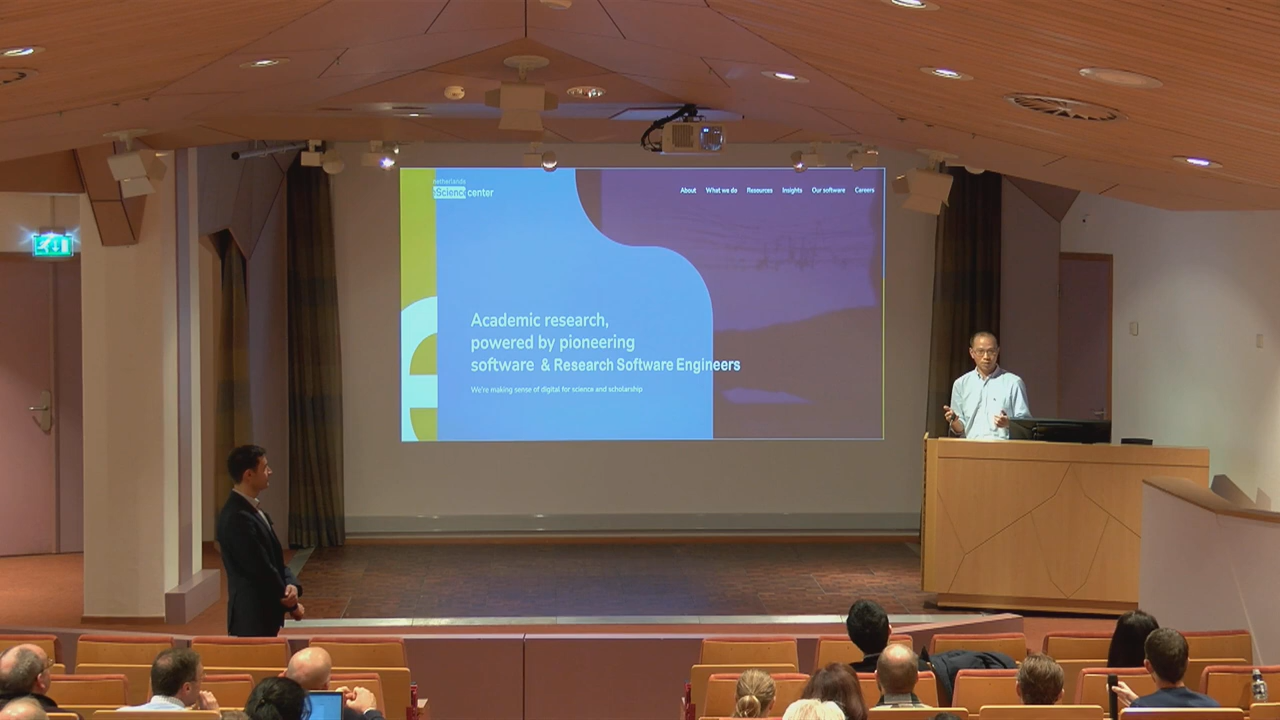 netherlands
eScience center
About What we do Resources Insights Our software Careers
Academic research,
powered by pioneering
software & Research Software Engineers
We're making sense of digital for science and scholarship